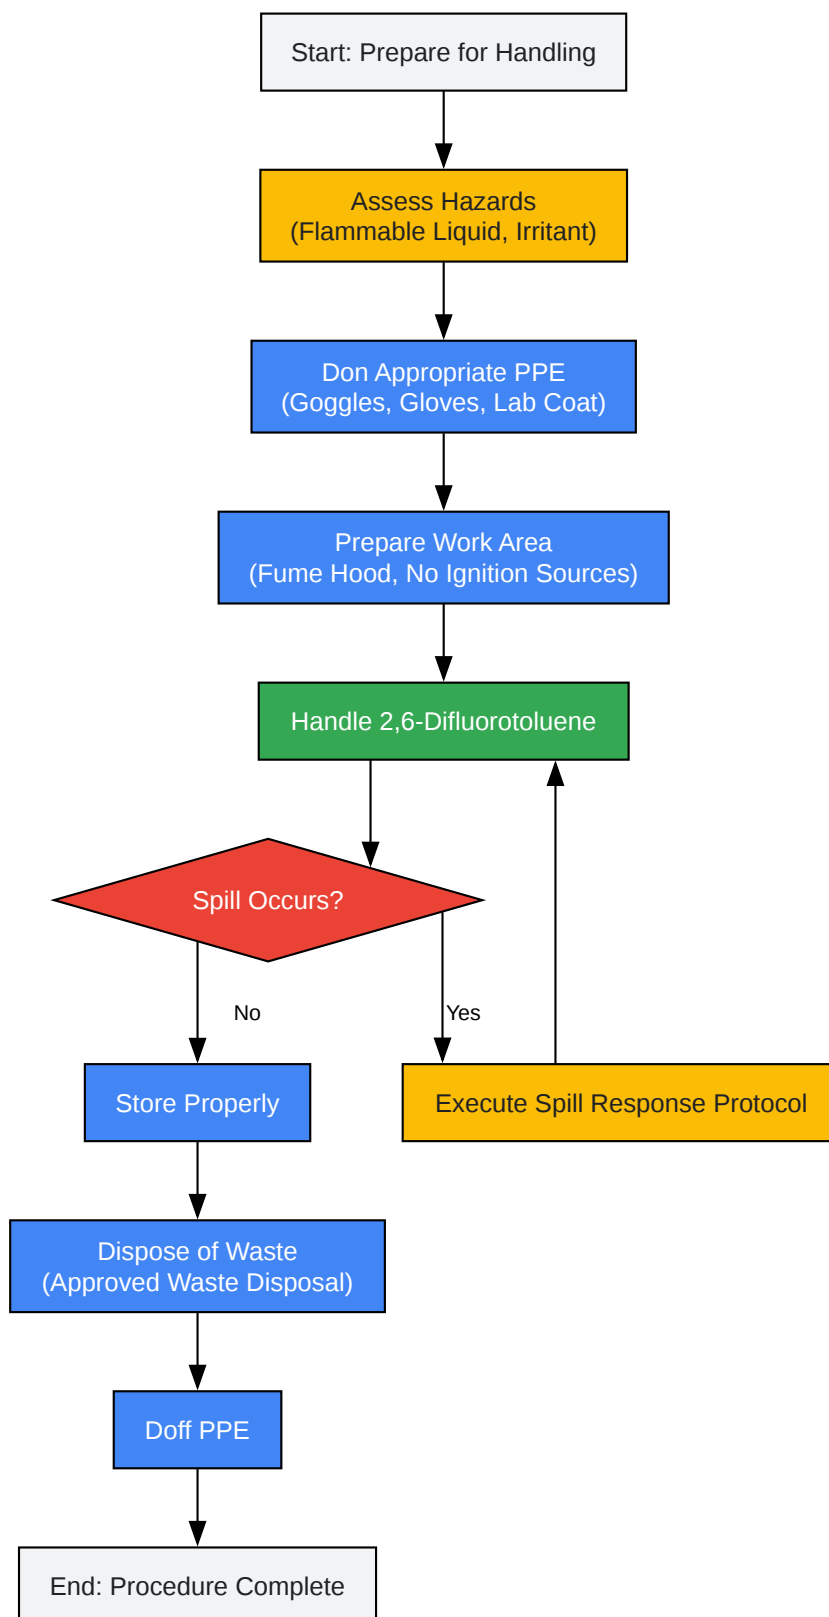 Start: Prepare for Handling
Assess Hazards
(Flammable Liquid, Irritant)
Don Appropriate PPE
(Goggles, Gloves, Lab Coat)
Prepare Work Area
(Fume Hood, No Ignition Sources)
Handle 2,6-Difluorotoluene
Spill Occurs?
No
Yes
Store Properly
Execute Spill Response Protocol
Dispose of Waste
(Approved Waste Disposal)
Doff PPE
End: Procedure Complete